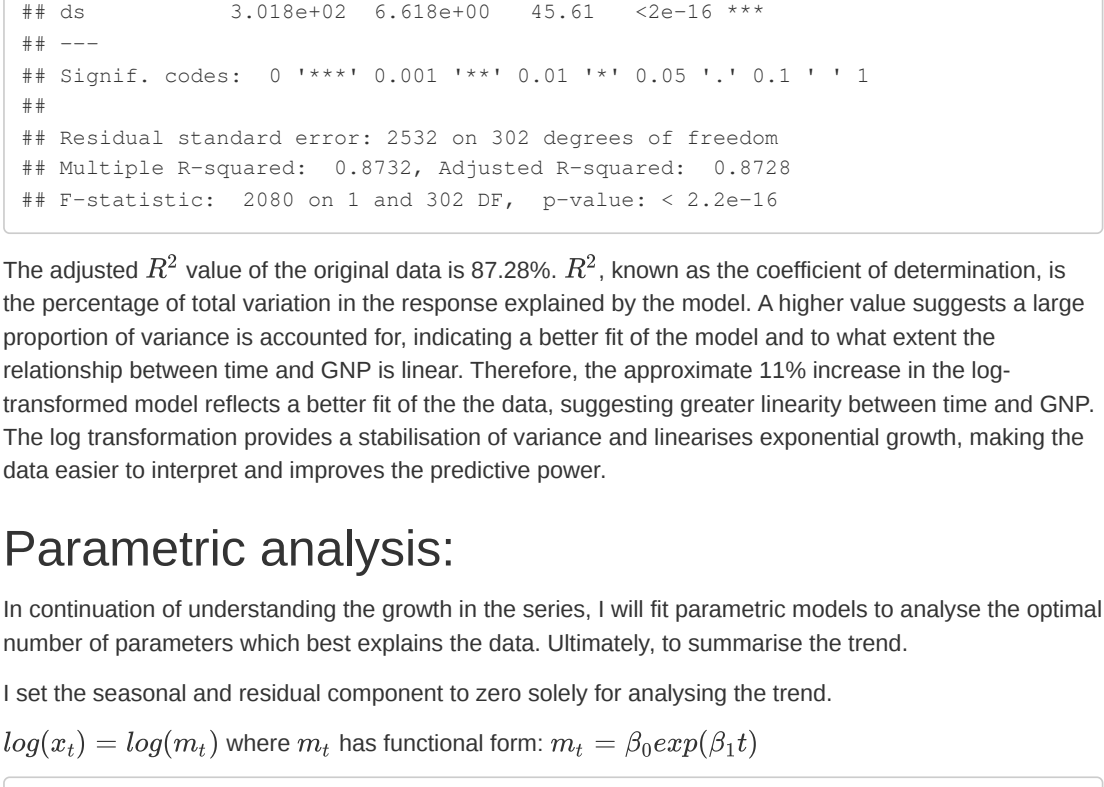 ## ds             3.018e+02  6.618e+00   45.61   <2e-16 ***
## ---
## Signif. codes:  0 '***' 0.001 '**' 0.01 '*' 0.05 '.' 0.1 ' ' 1
##
## Residual standard error: 2532 on 302 degrees of freedom
## Multiple R-squared:  0.8732, Adjusted R-squared:  0.8728
## F-statistic:  2080 on 1 and 302 DF,  p-value: < 2.2e-16
The adjusted R² value of the original data is 87.28%. R², known as the coefficient of determination, is
the percentage of total variation in the response explained by the model. A higher value suggests a large
proportion of variance is accounted for, indicating a better fit of the model and to what extent the
relationship between time and GNP is linear. Therefore, the approximate 11% increase in the log-
transformed model reflects a better fit of the the data, suggesting greater linearity between time and GNP.
The log transformation provides a stabilisation of variance and linearises exponential growth, making the
data easier to interpret and improves the predictive power.
Parametric analysis:
In continuation of understanding the growth in the series, I will fit parametric models to analyse the optimal
number of parameters which best explains the data. Ultimately, to summarise the trend.
I set the seasonal and residual component to zero solely for analysing the trend.
log(xₜ) = log(mₜ) where mₜ has functional form: mₜ = β₀exp(β₁t)